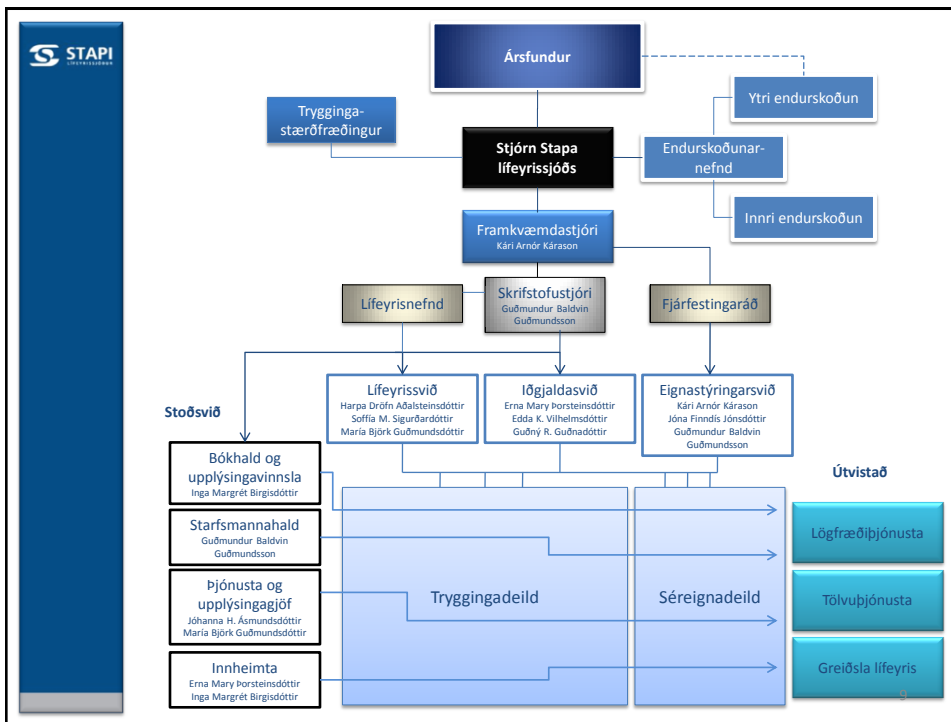 STAPI
LÍFEYRISSJÓÐUR
Ársfundur
Ytri endurskoðun
Trygginga-
stærðfræðingur
Stjórn Stapa
lífeyrissjóðs
Endurskoðunar-
nefnd
Innri endurskoðun
Framkvæmdastjóri
Kári Arnór Kárason
Lífeyrisnefnd
Skrifstofustjóri
Guðmundur Baldvin
Guðmundsson
Fjárfestingaráð
Lífeyrissvið
Harpa Dröfn Aðalsteinsdóttir
Soffía M. Sigurðardóttir
María Björk Guðmundsdóttir
Iðgjaldasvið
Erna Mary Þorsteinsdóttir
Edda K. Vilhelmsdóttir
Guðný R. Guðnadóttir
Eignastýringarsvið
Kári Arnór Kárason
Jóna Finndís Jónsdóttir
Guðmundur Baldvin
Guðmundsson
Stoðsvið
Bókhald og
upplýsingavinnsla
Inga Margrét Birgisdóttir
Starfsmannahald
Guðmundur Baldvin
Guðmundsson
Þjónusta og
upplýsingagjöf
Jóhanna H. Ásmundsdóttir
María Björk Guðmundsdóttir
Innheimta
Erna Mary Þorsteinsdóttir
Inga Margrét Birgisdóttir
Tryggingadeild
Séreignadeild
Útvistað
Lögfræðiþjónusta
Tölvuþjónusta
Greiðsla lífeyris
9